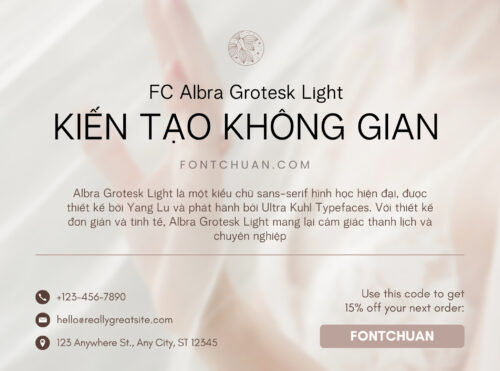 FC Albra Grotesk Light
KIẾN TẠO KHÔNG GIAN
FONTCHUAN.COM
Albra Grotesk Light là một kiểu chữ sans-serif hình học hiện đại, được
thiết kế bởi Yang Lu và phát hành bởi Ultra Kuhl Typefaces. Với thiết kế
đơn giản và tinh tế, Albra Grotesk Light mang lại cảm giác thanh lịch và
chuyên nghiệp
+123-456-7890
hello@reallygreatsite.com
123 Anywhere St., Any City, ST 12345
Use this code to get
15% off your next order:
FONTCHUAN